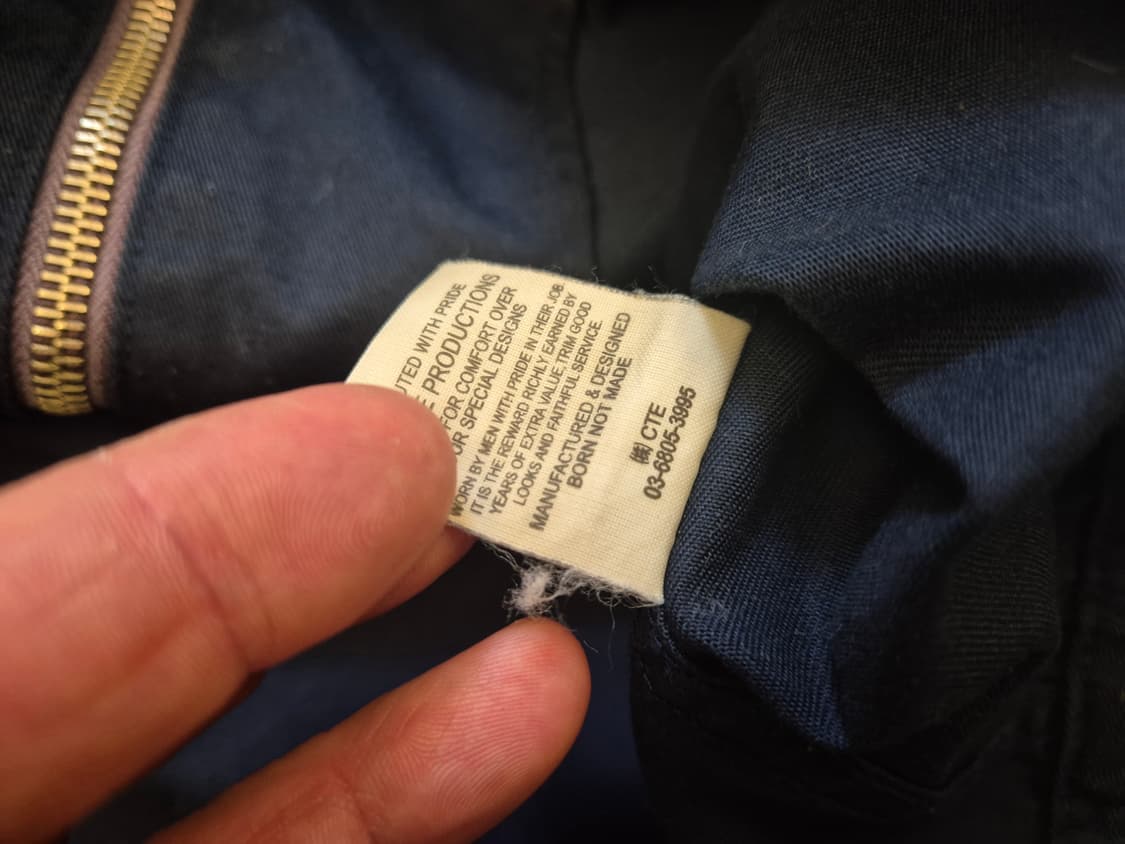 UTED WITH PRIDE
E PRODUCTIONS
FOR COMFORT OVER
OR SPECIAL DESIGNS
WORN BY MEN WITH PRIDE IN THEIR JOB
IT IS THE REWARD RICHLY EARNED BY
YEARS OF EXTRA VALUE, TRIM GOOD
LOOKS AND FAITHFUL SERVICE
MANUFACTURED & DESIGNED
BORN NOT MADE
㈱ CTE
03-6805-3995